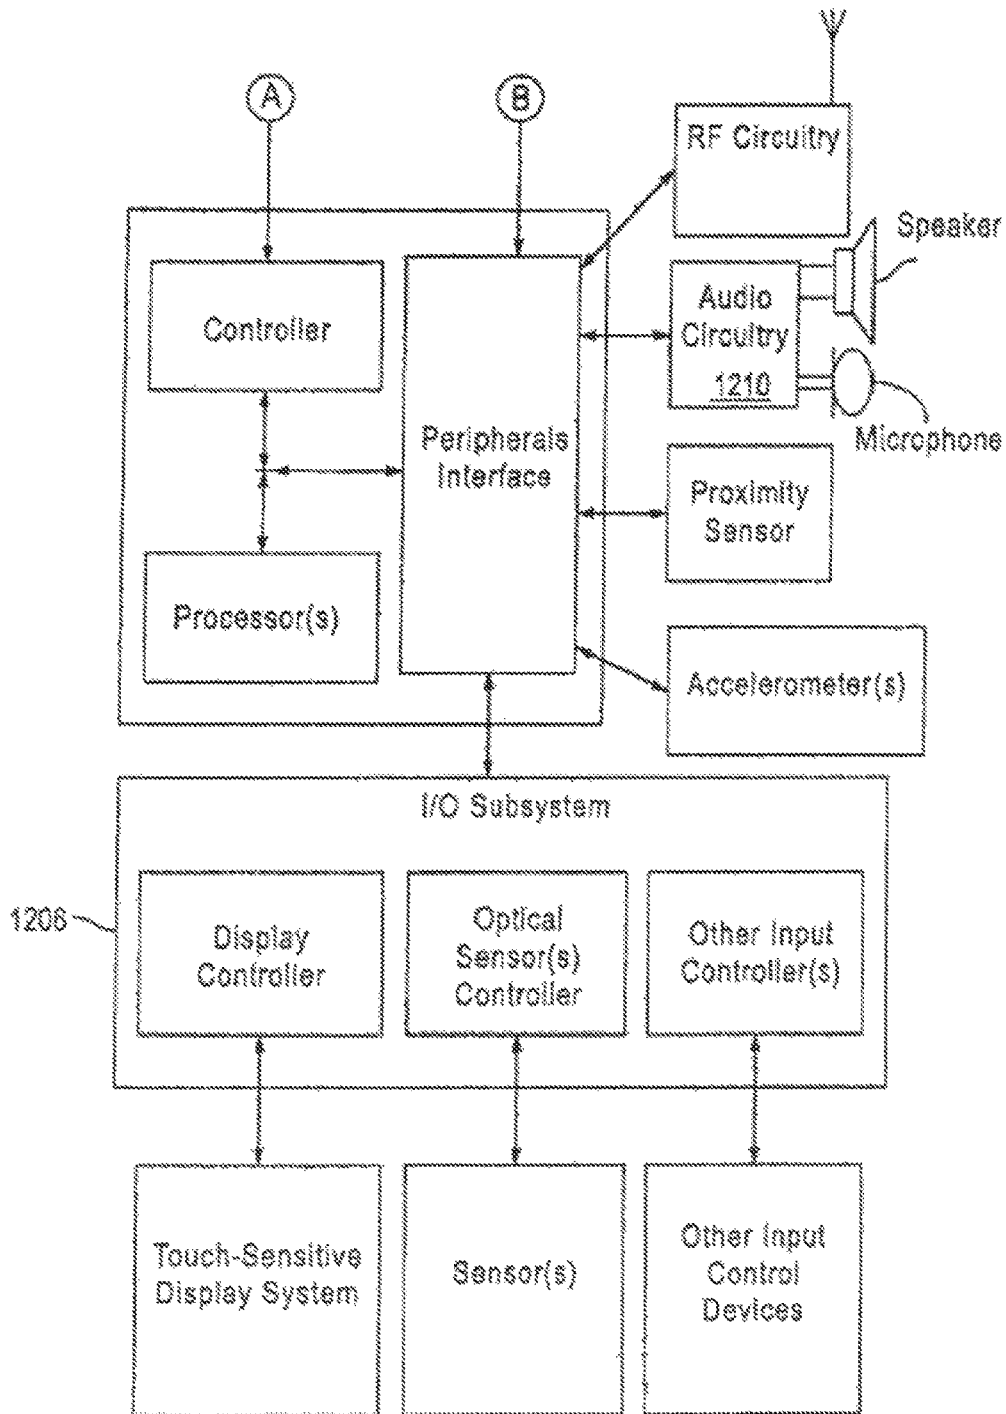 A
B
RF Circuitry
Speaker
Controller
Audio
Circuitry
1210
Microphone
Peripherals
Interface
Proximity
Sensor
Processor(s)
Accelerometer(s)
I/O Subsystem
1206
Display
Controller
Optical
Sensor(s)
Controller
Other Input
Controller(s)
Touch-Sensitive
Display System
Sensor(s)
Other Input
Control
Devices